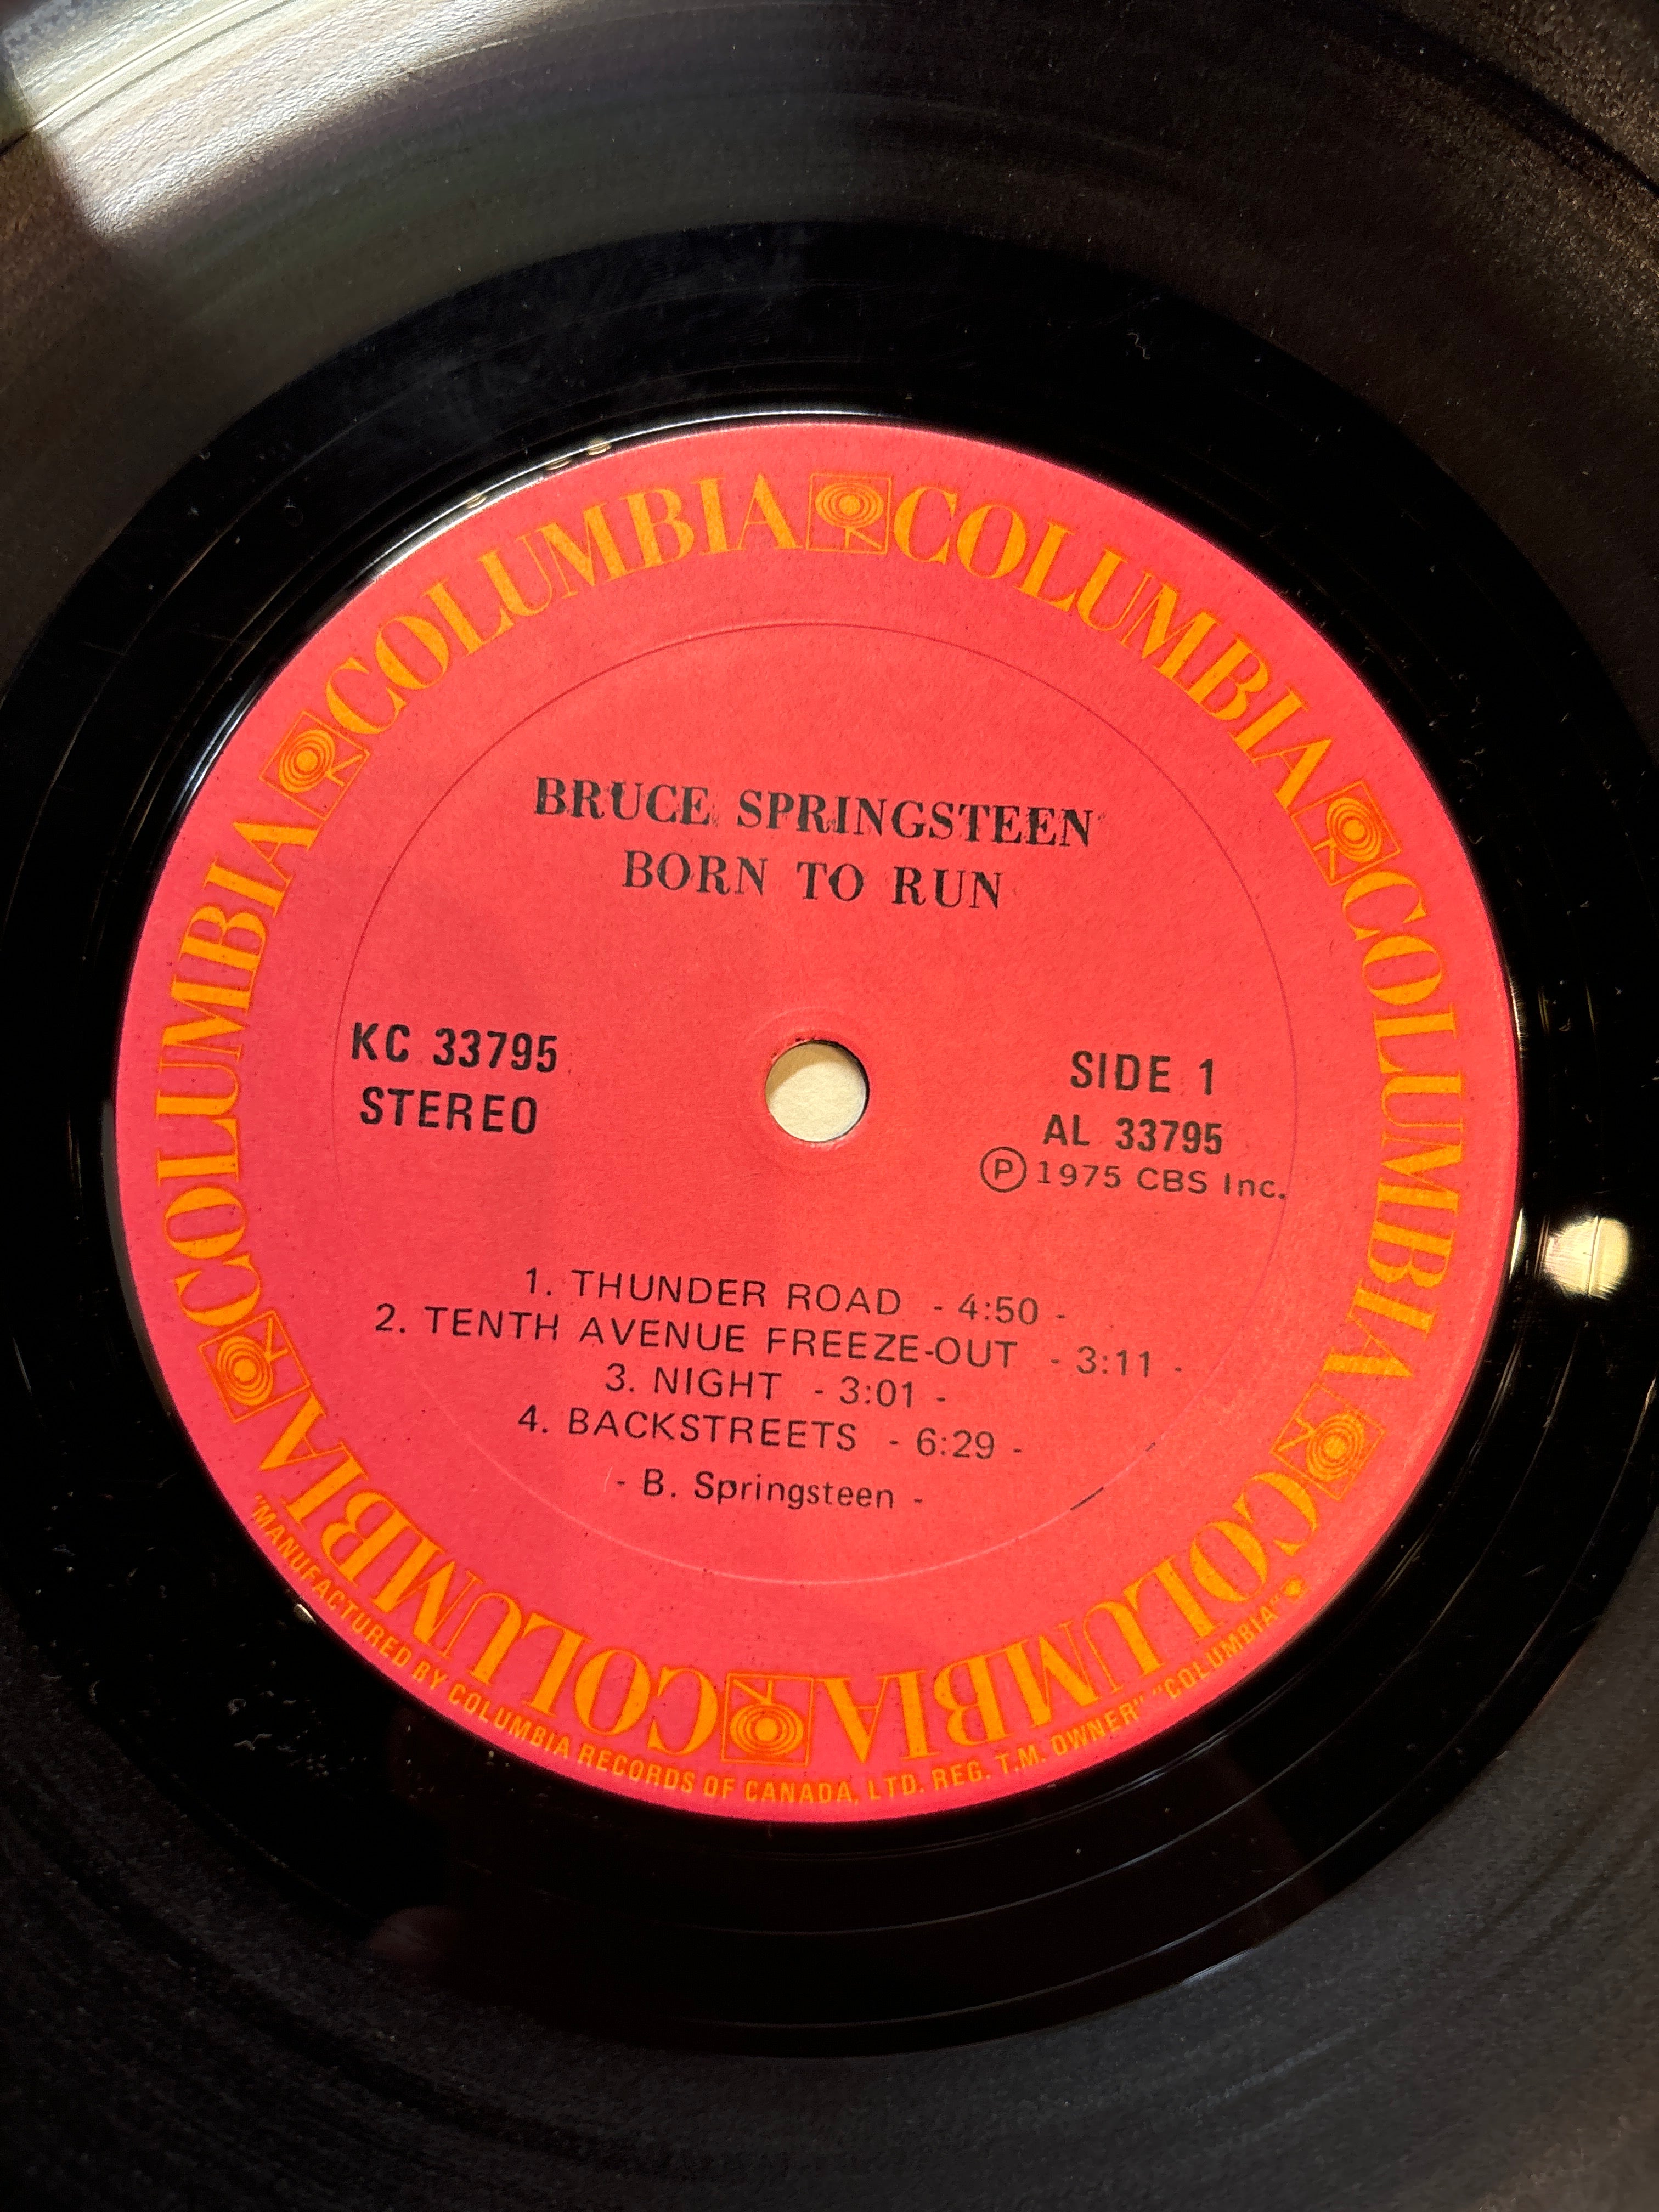 COLUMBIA COLUMBIA COLUMBIA COLUMBIA COLUMBIA COLUMBIA
BRUCE SPRINGSTEEN
BORN TO RUN
KC 33795
STEREO
SIDE 1
AL 33795
Ⓟ 1975 CBS Inc.
1. THUNDER ROAD - 4:50 -
2. TENTH AVENUE FREEZE-OUT - 3:11 -
3. NIGHT - 3:01 -
4. BACKSTREETS - 6:29 -
- B. Springsteen -
"MANUFACTURED BY COLUMBIA RECORDS OF CANADA, LTD. REG. T.M. OWNER" "COLUMBIA"